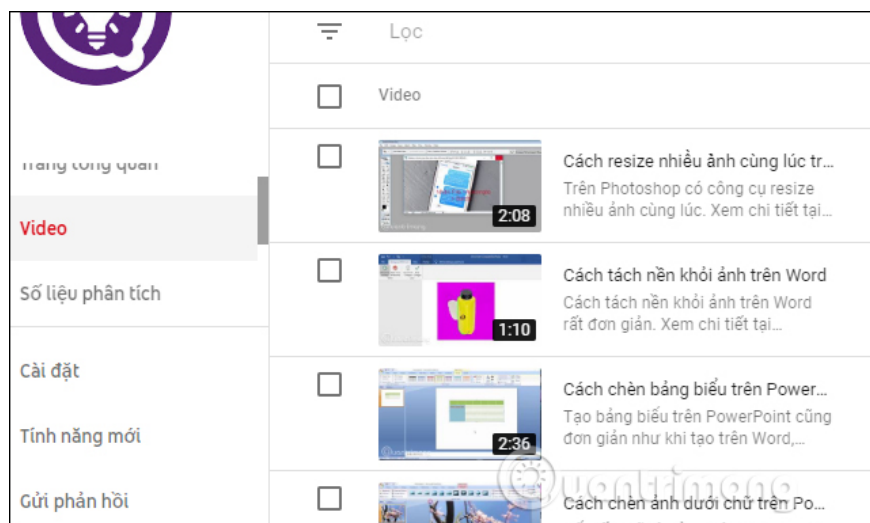 Lọc
Video
Trang tổng quan
Video
Số liệu phân tích
Cài đặt
Tính năng mới
Gửi phản hồi
Cách resize nhiều ảnh cùng lúc tr...
Trên Photoshop có công cụ resize
nhiều ảnh cùng lúc. Xem chi tiết tại...
2:08
Cách tách nền khỏi ảnh trên Word
Cách tách nền khỏi ảnh trên Word
rất đơn giản. Xem chi tiết tại...
1:10
Cách chèn bảng biểu trên Power...
Tạo bảng biểu trên PowerPoint cũng
đơn giản như khi tạo trên Word,...
2:36
Cách chèn ảnh dưới chữ trên Po...
Quantrimang